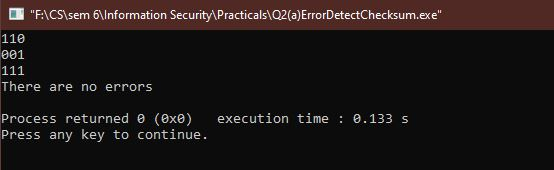 "F:\CS\sem 6\Information Security\Practicals\Q2(a)ErrorDetectChecksum.exe"
110
001
111
There are no errors
Process returned 0 (0x0)   execution time : 0.133 s
Press any key to continue.